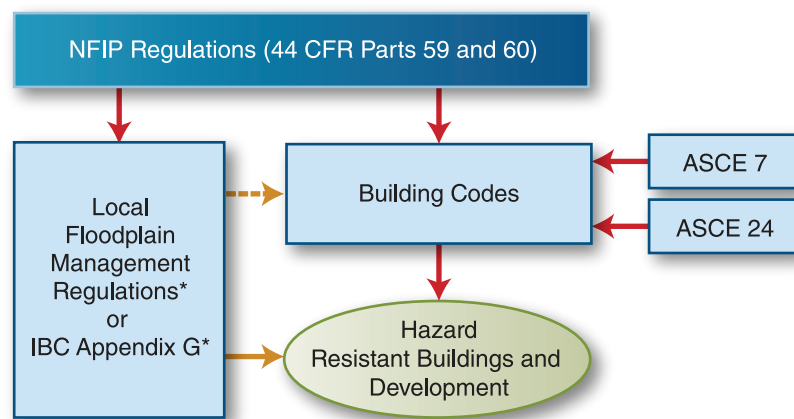 NFIP Regulations (44 CFR Parts 59 and 60)
Local
Floodplain
Management
Regulations*
or
IBC Appendix G*
Building Codes
ASCE 7
ASCE 24
Hazard
Resistant Buildings and
Development